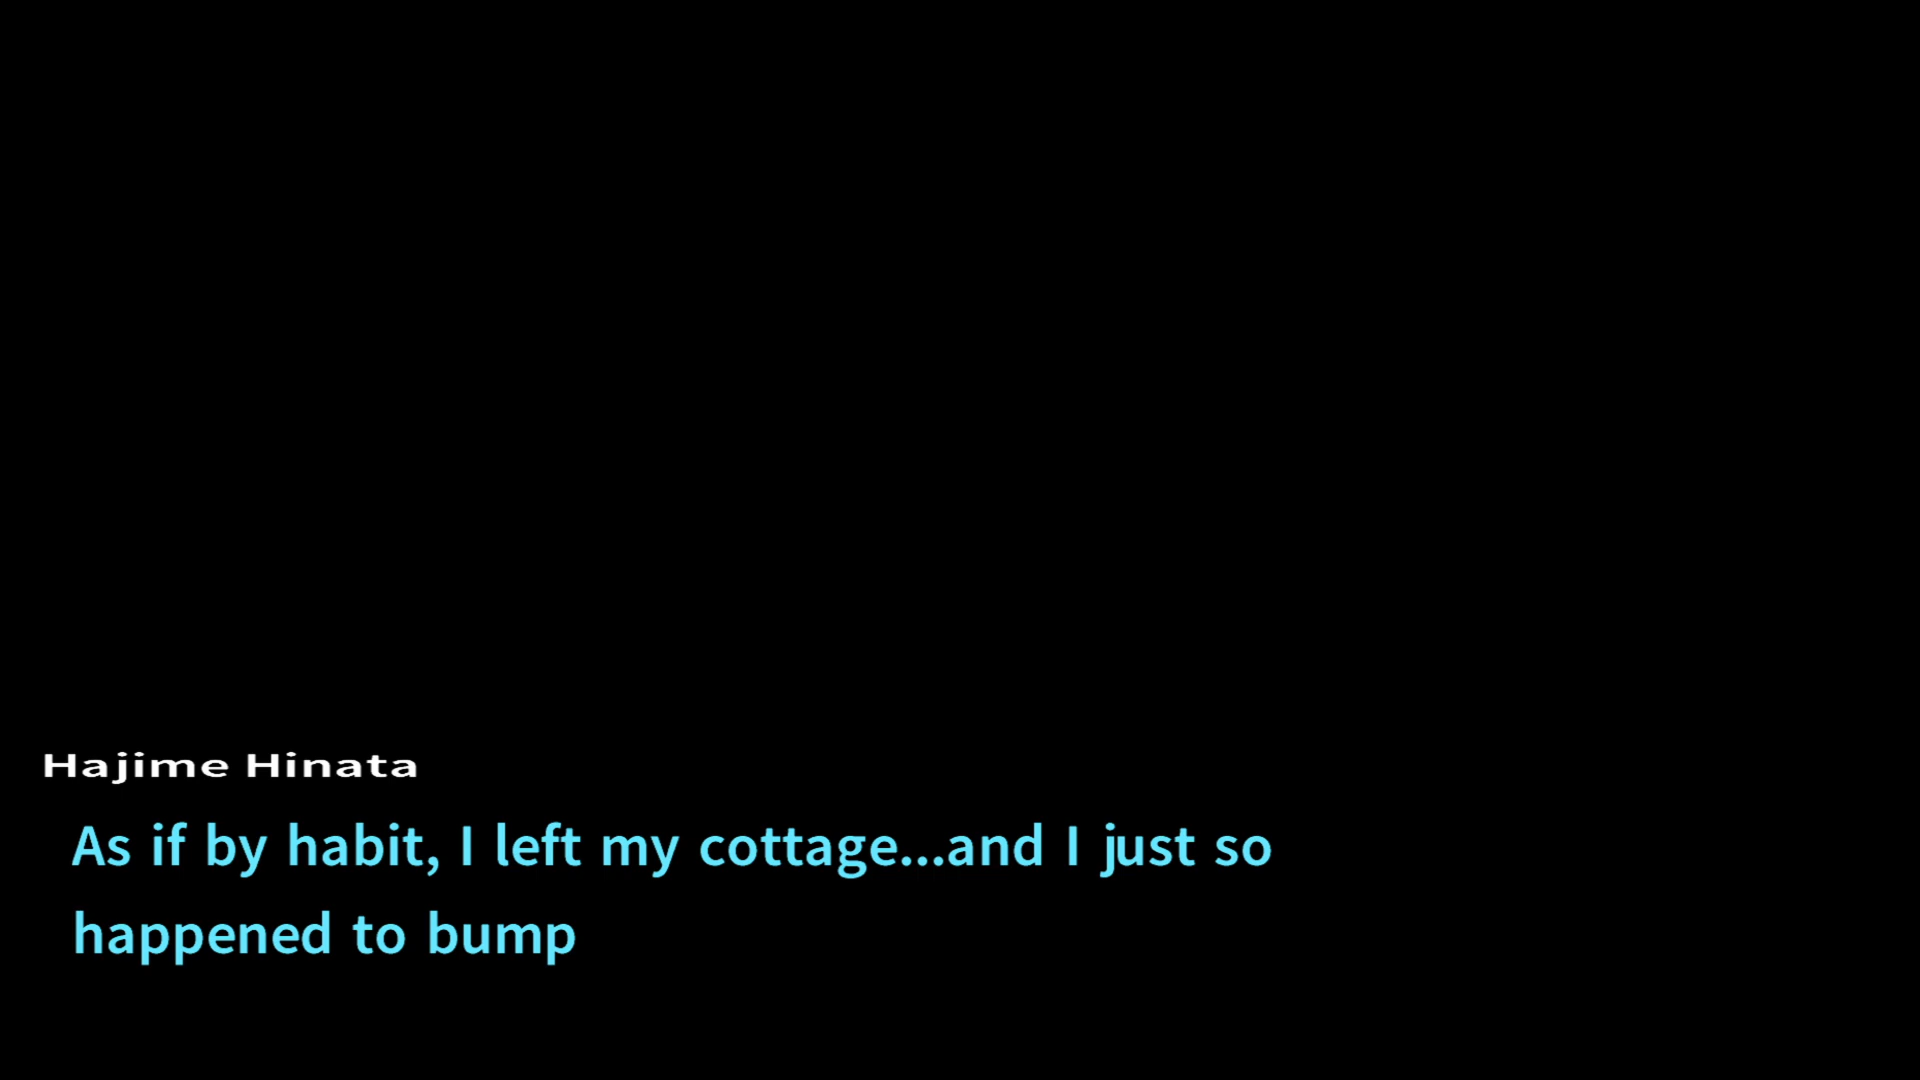 Hajime Hinata
As if by habit, I left my cottage...and I just so
happened to bump